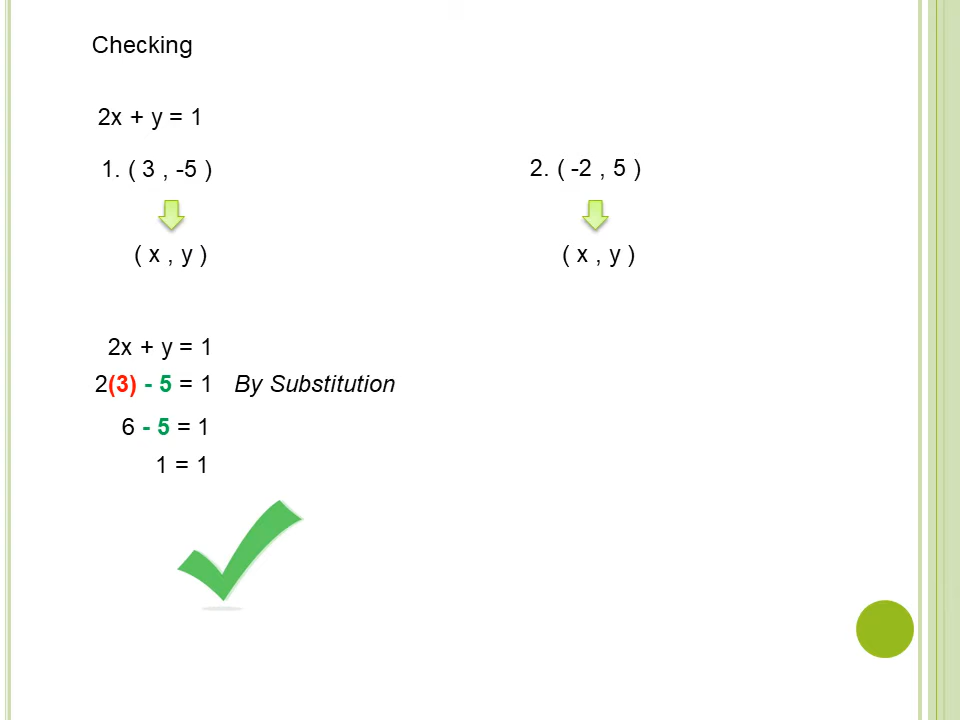 Checking
2x + y = 1
1. ( 3 , -5 )
2. ( -2 , 5 )
( x , y )
( x , y )
2x + y = 1
2(3) - 5 = 1 By Substitution
6 - 5 = 1
1 = 1